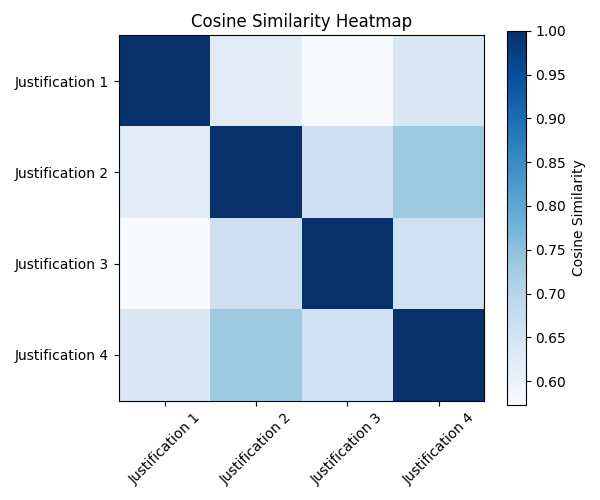 Cosine Similarity Heatmap
Justification 1
Justification 2
Justification 3
Justification 4
Justification 1
Justification 2
Justification 3
Justification 4
1.00
0.95
0.90
0.85
0.80
0.75
0.70
0.65
0.60
Cosine Similarity